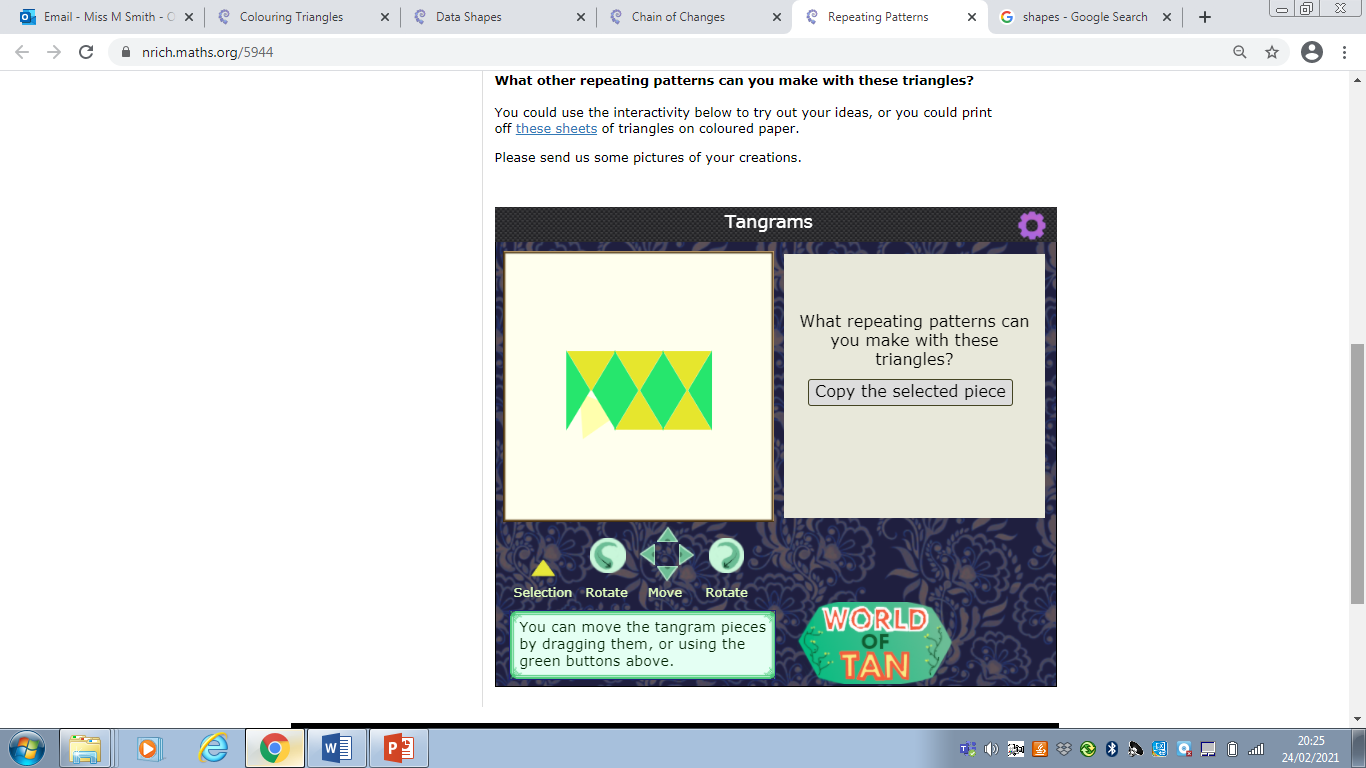 Email - Miss M Smith - O
Colouring Triangles
Data Shapes
Chain of Changes
Repeating Patterns
shapes - Google Search
nrich.maths.org/5944
What other repeating patterns can you make with these triangles?
You could use the interactivity below to try out your ideas, or you could print
off these sheets of triangles on coloured paper.
Please send us some pictures of your creations.
Tangrams
What repeating patterns can
you make with these
triangles?
Copy the selected piece
Selection
Rotate
Move
Rotate
You can move the tangram pieces
by dragging them, or using the
green buttons above.
WORLD
OF
TAN
20:25
24/02/2021